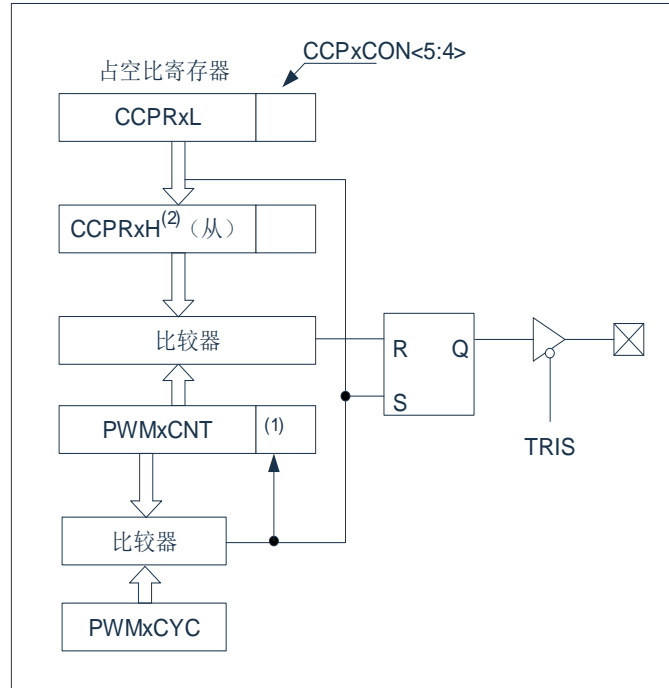 CCPxCON<5:4>
占空比寄存器
CCPRxL
CCPRxH(2)（从）
比较器
R Q
S
PWMxCNT (1)
TRIS
比较器
PWMxCYC